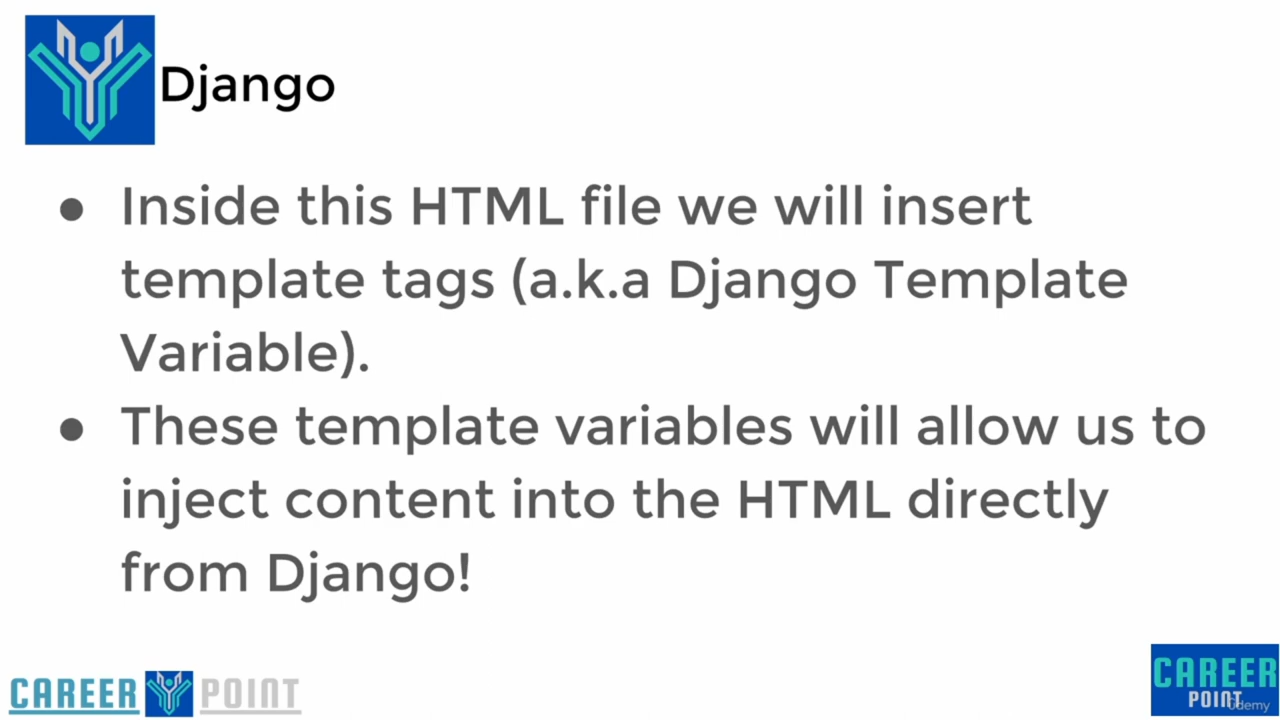 Django
● Inside this HTML file we will insert
template tags (a.k.a Django Template
Variable).
● These template variables will allow us to
inject content into the HTML directly
from Django!
CAREER POINT
CAREER
POINT
Udemy